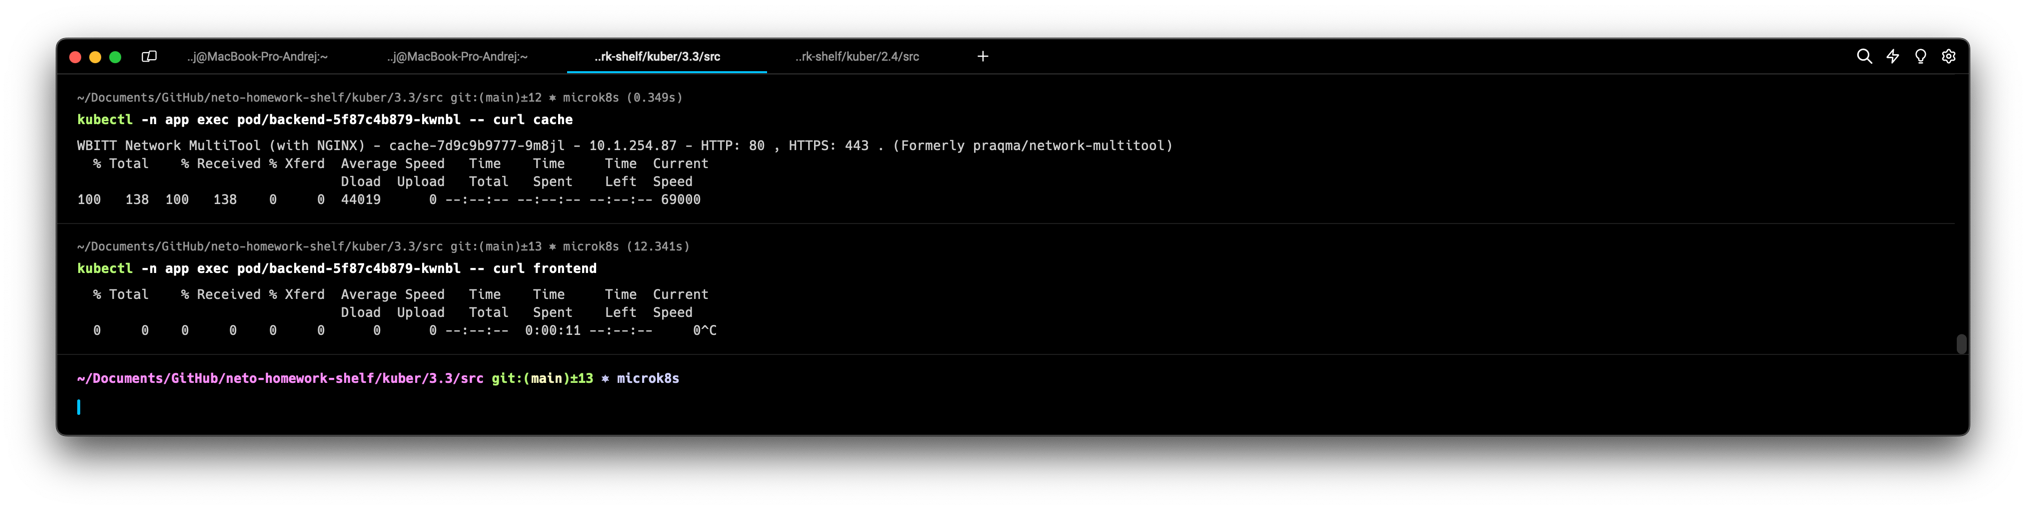 ..j@MacBook-Pro-Andrej:~ ..j@MacBook-Pro-Andrej:~ ..rk-shelf/kuber/3.3/src ..rk-shelf/kuber/2.4/src +
~/Documents/GitHub/neto-homework-shelf/kuber/3.3/src git:(main)±12 ⎈ microk8s (0.349s)
kubectl -n app exec pod/backend-5f87c4b879-kwnbl -- curl cache
WBITT Network MultiTool (with NGINX) - cache-7d9c9b9777-9m8jl - 10.1.254.87 - HTTP: 80 , HTTPS: 443 . (Formerly praqma/network-multitool)
  % Total    % Received % Xferd  Average Speed   Time    Time     Time  Current
                                 Dload  Upload   Total   Spent    Left  Speed
100   138  100   138    0     0  44019      0 --:--:-- --:--:-- --:--:-- 69000
~/Documents/GitHub/neto-homework-shelf/kuber/3.3/src git:(main)±13 ⎈ microk8s (12.341s)
kubectl -n app exec pod/backend-5f87c4b879-kwnbl -- curl frontend
  % Total    % Received % Xferd  Average Speed   Time    Time     Time  Current
                                 Dload  Upload   Total   Spent    Left  Speed
  0     0    0     0    0     0      0      0 --:--:--  0:00:11 --:--:--     0^C
~/Documents/GitHub/neto-homework-shelf/kuber/3.3/src git:(main)±13 ⎈ microk8s